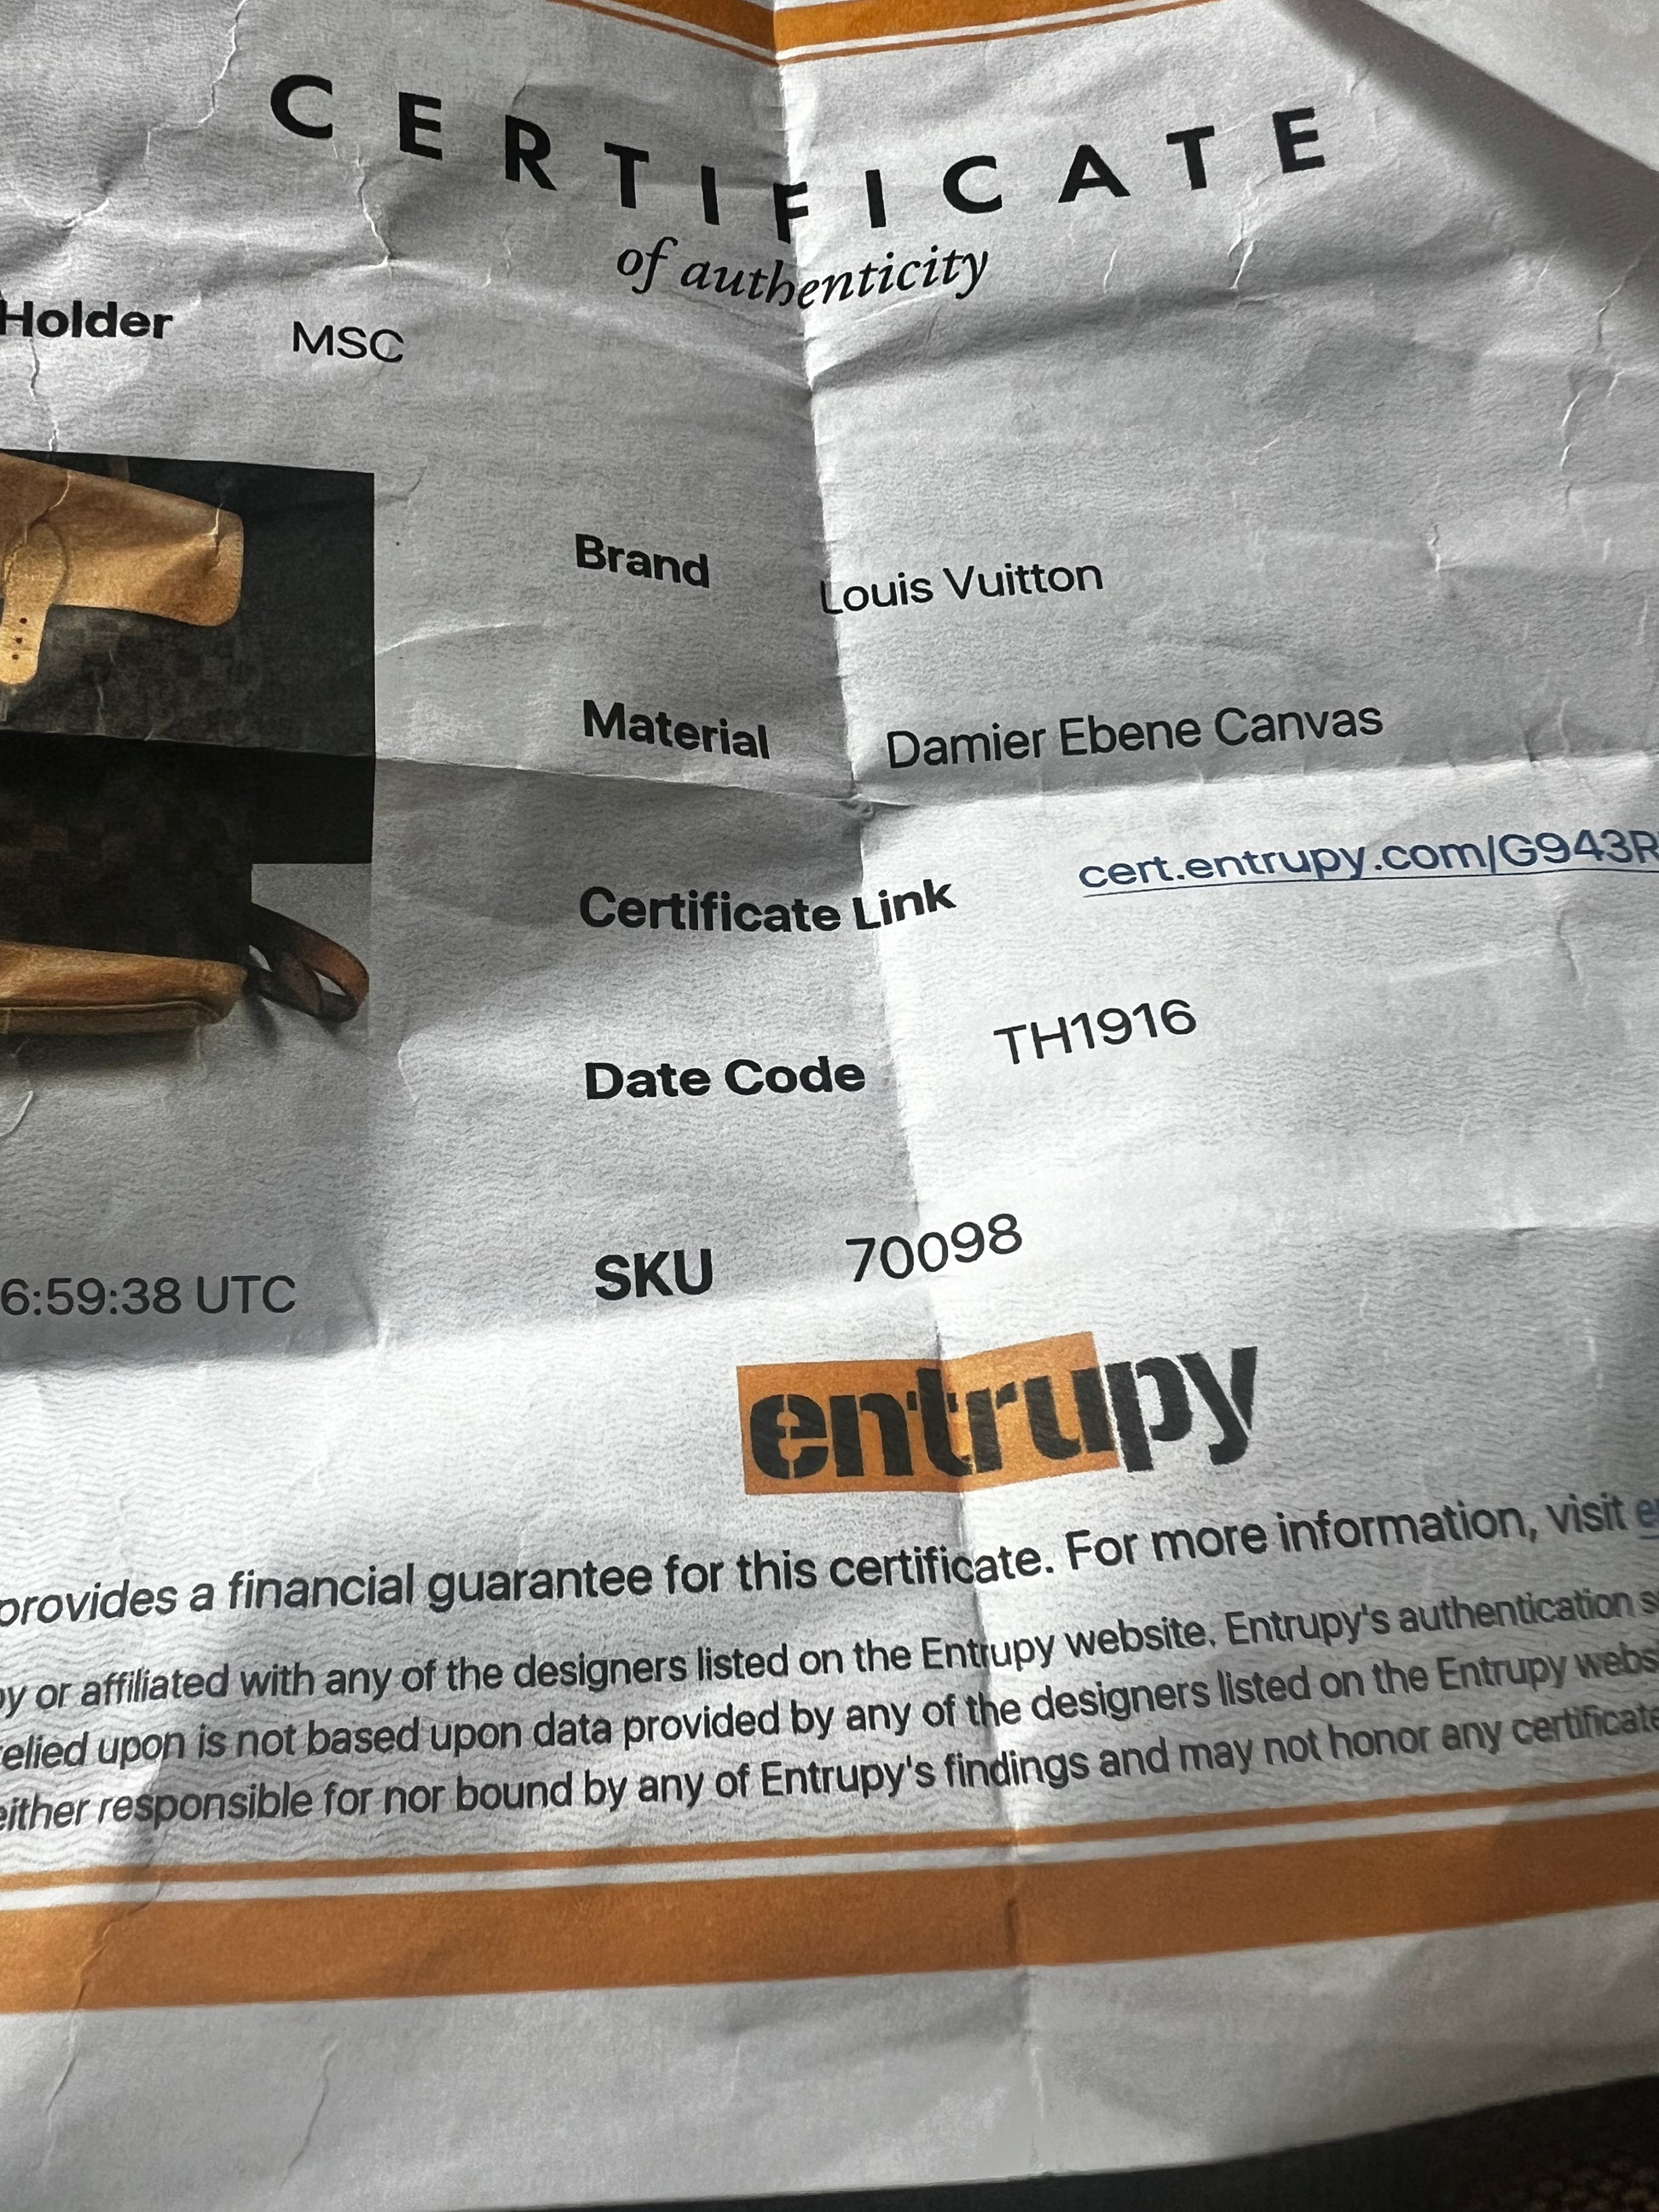 CERTIFICATE
of authenticity
Holder MSC
Brand Louis Vuitton
Material Damier Ebene Canvas
Certificate Link cert.entrupy.com/G943R
Date Code TH1916
SKU 70098
6:59:38 UTC
entrupy
provides a financial guarantee for this certificate. For more information, visit
or affiliated with any of the designers listed on the Entrupy website. Entrupy's authentication
relied upon is not based upon data provided by any of the designers listed on the Entrupy
either responsible for nor bound by any of Entrupy's findings and may not honor any certificate